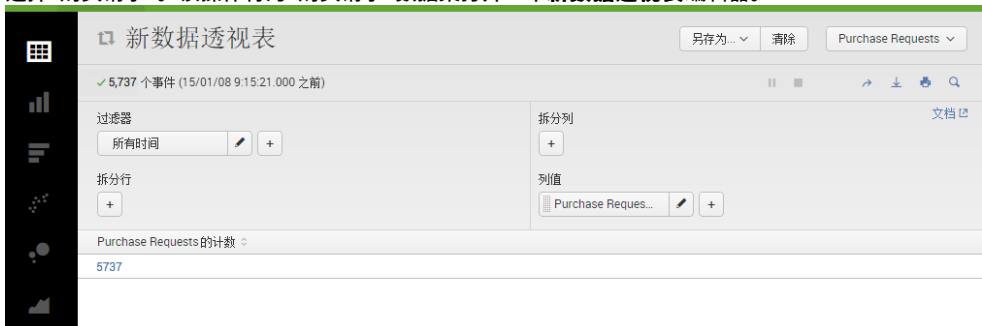 新数据透视表
另存为...
清除
Purchase Requests
5,737 个事件 (15/01/08 9:15:21.000 之前)
文档
过滤器
拆分列
所有时间
+
+
拆分行
列值
+
Purchase Reques...
+
Purchase Requests的计数
5737